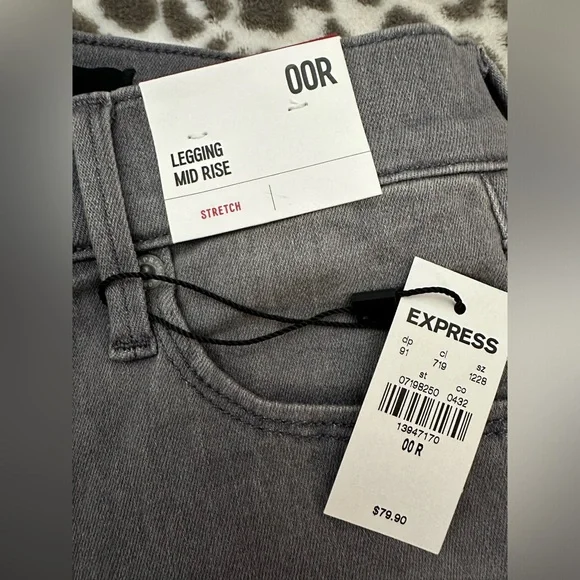 00R
LEGGING
MID RISE
STRETCH
EXPRESS
dp cl sz
91 719 1228
st co
07198250 0432
13947170
00 R
$79.90